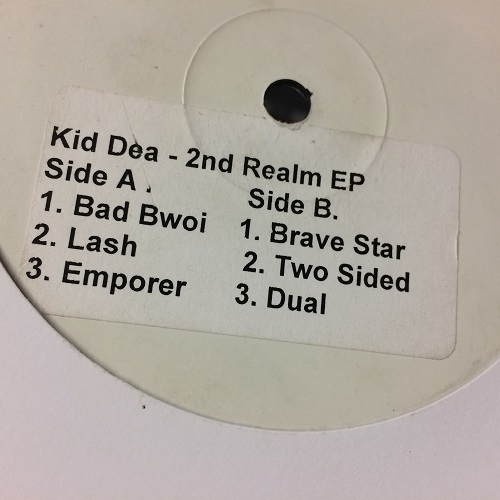 Kid Dea - 2nd Realm EP
Side A .
1. Bad Bwoi
2. Lash
3. Emporer
Side B.
1. Brave Star
2. Two Sided
3. Dual